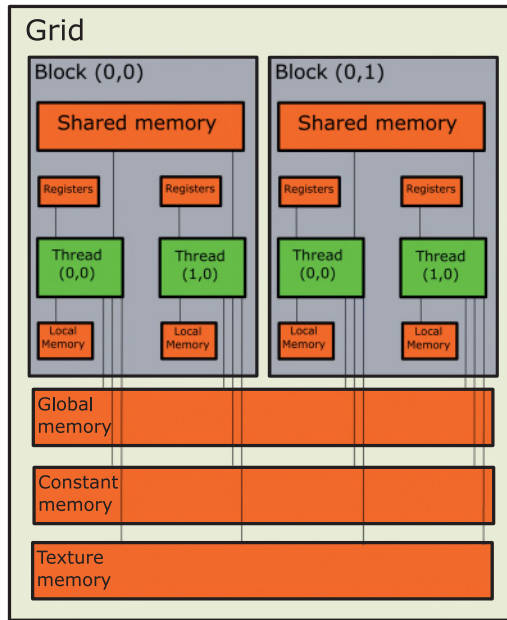 Grid
Block (0,0)
Shared memory
Registers
Registers
Thread
(0,0)
Thread
(1,0)
Local
Memory
Local
Memory
Block (0,1)
Shared memory
Registers
Registers
Thread
(0,0)
Thread
(1,0)
Local
Memory
Local
Memory
Global
memory
Constant
memory
Texture
memory